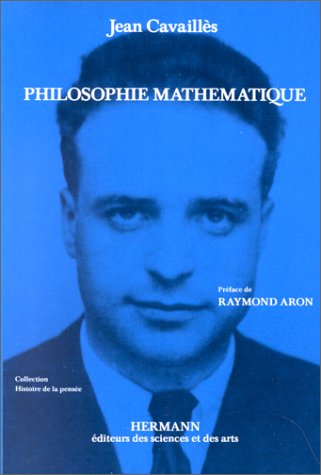 Jean Cavaillès
PHILOSOPHIE MATHEMATIQUE
Préface de
RAYMOND ARON
Collection
Histoire de la pensée
HERMANN
éditeurs des sciences et des arts